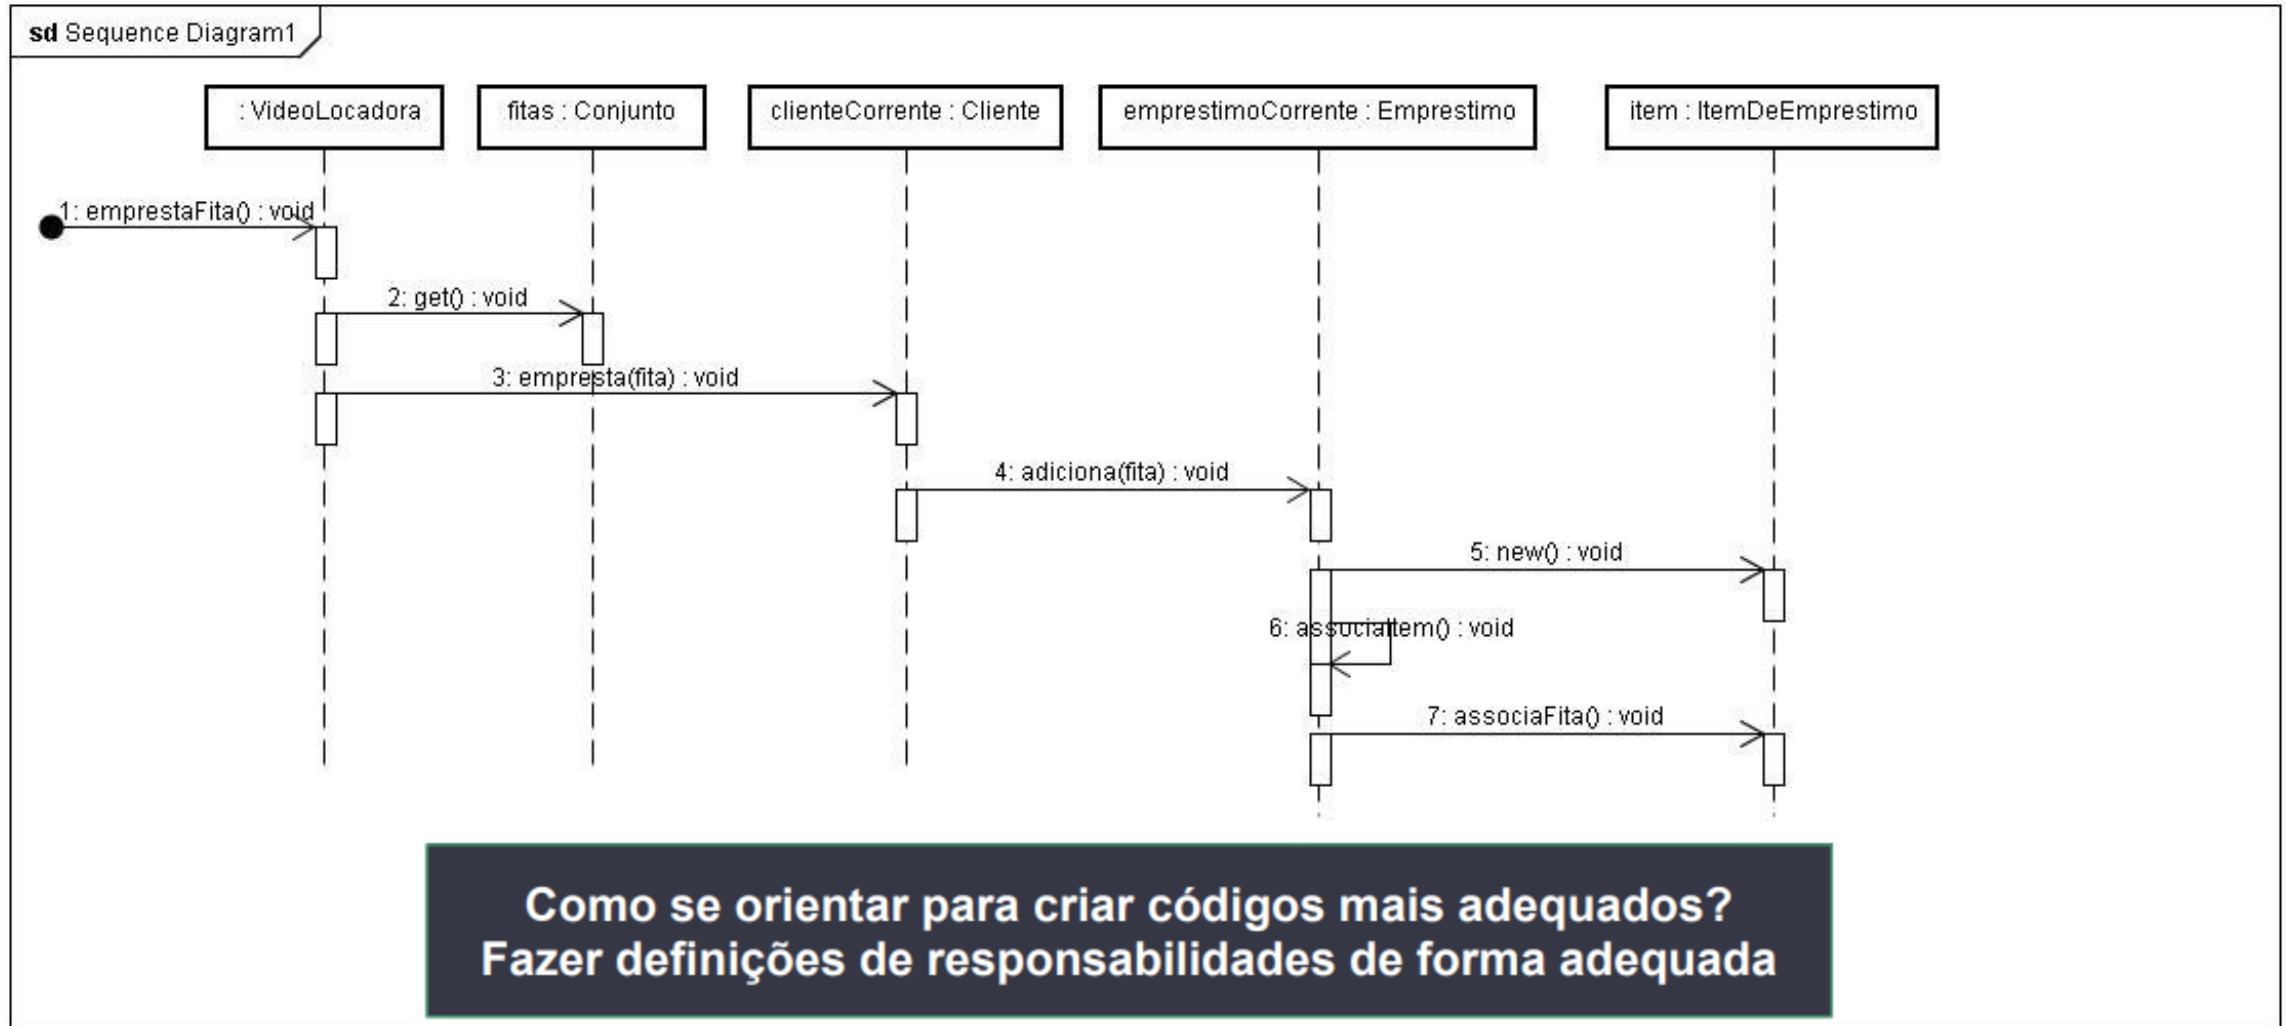 sd Sequence Diagram1
: VideoLocadora
fitas : Conjunto
clienteCorrente : Cliente
emprestimoCorrente : Emprestimo
item : ItemDeEmprestimo
1: emprestaFita() : void
2: get() : void
3: empresta(fita) : void
4: adiciona(fita) : void
5: new() : void
6: associaItem() : void
7: associaFita() : void
Como se orientar para criar códigos mais adequados?
Fazer definições de responsabilidades de forma adequada